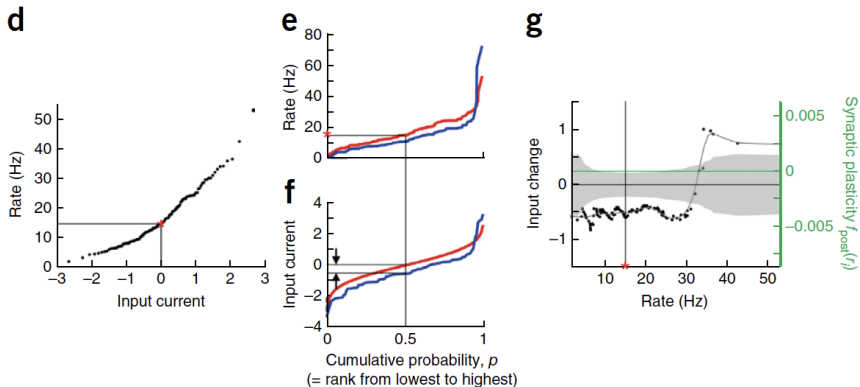 d
Rate (Hz)
50
40
30
20
10
0
−3 −2 −1 0 1 2 3
Input current
e
Rate (Hz)
80
60
40
20
0
f
Input current
4
2
0
−2
−4
0 0.5 1
Cumulative probability, p
(= rank from lowest to highest)
g
Input change
1
0
−1
10 20 30 40 50
Rate (Hz)
0.005
0
−0.005
Synaptic plasticity f post(ri)